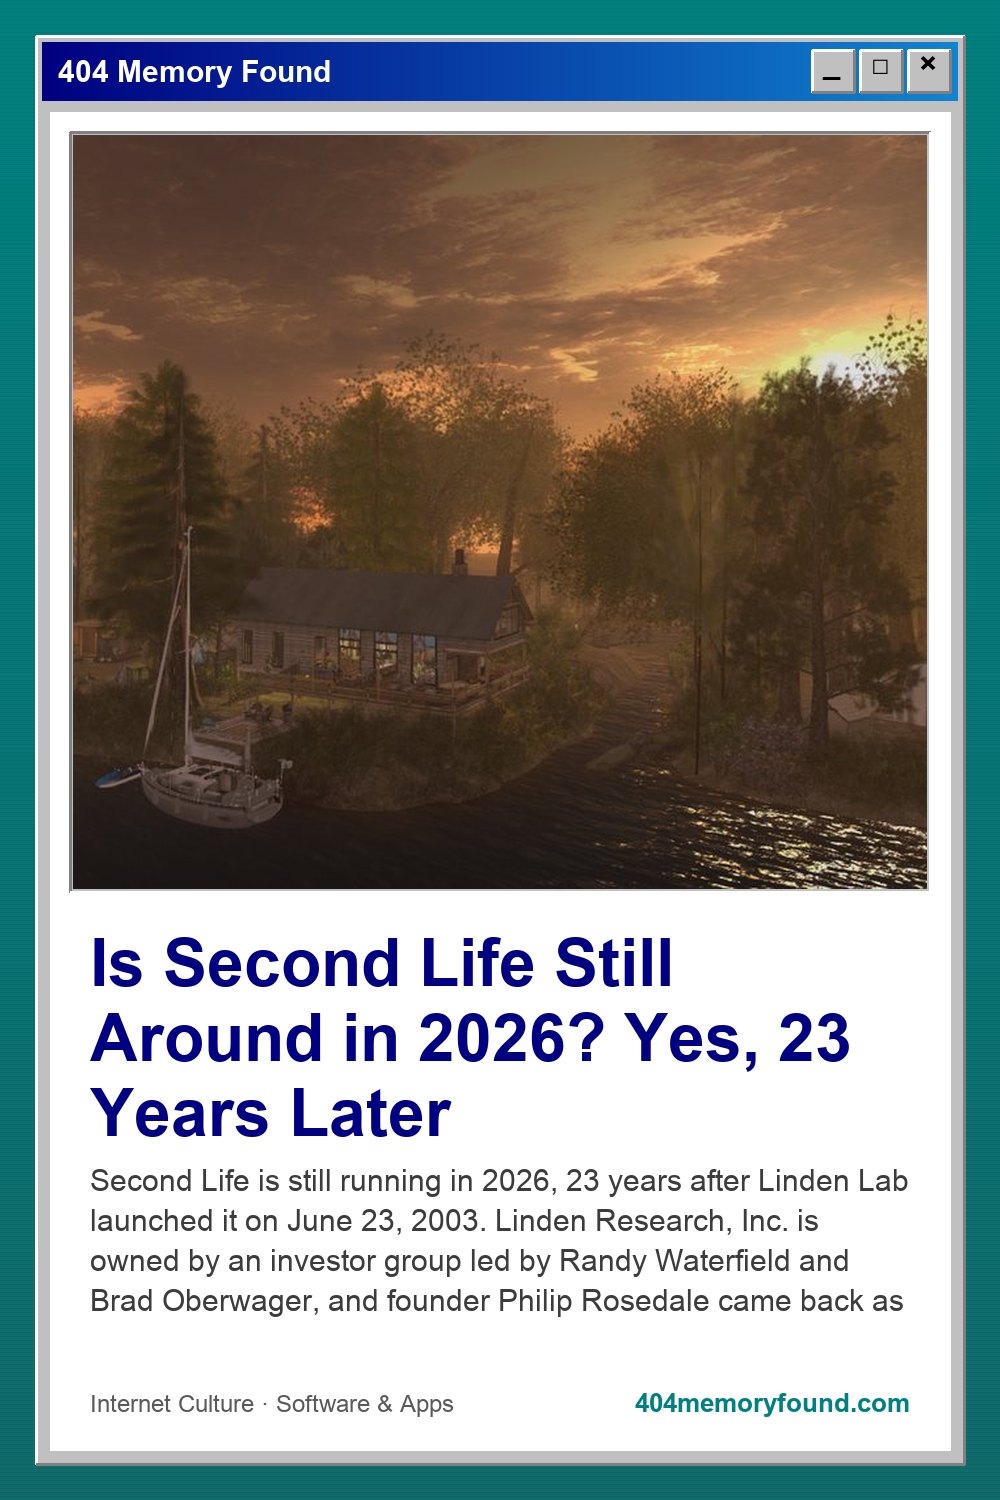 404 Memory Found
Is Second Life Still
Around in 2026? Yes, 23
Years Later
Second Life is still running in 2026, 23 years after Linden Lab
launched it on June 23, 2003. Linden Research, Inc. is
owned by an investor group led by Randy Waterfield and
Brad Oberwager, and founder Philip Rosedale came back as
Internet Culture · Software & Apps
404memoryfound.com